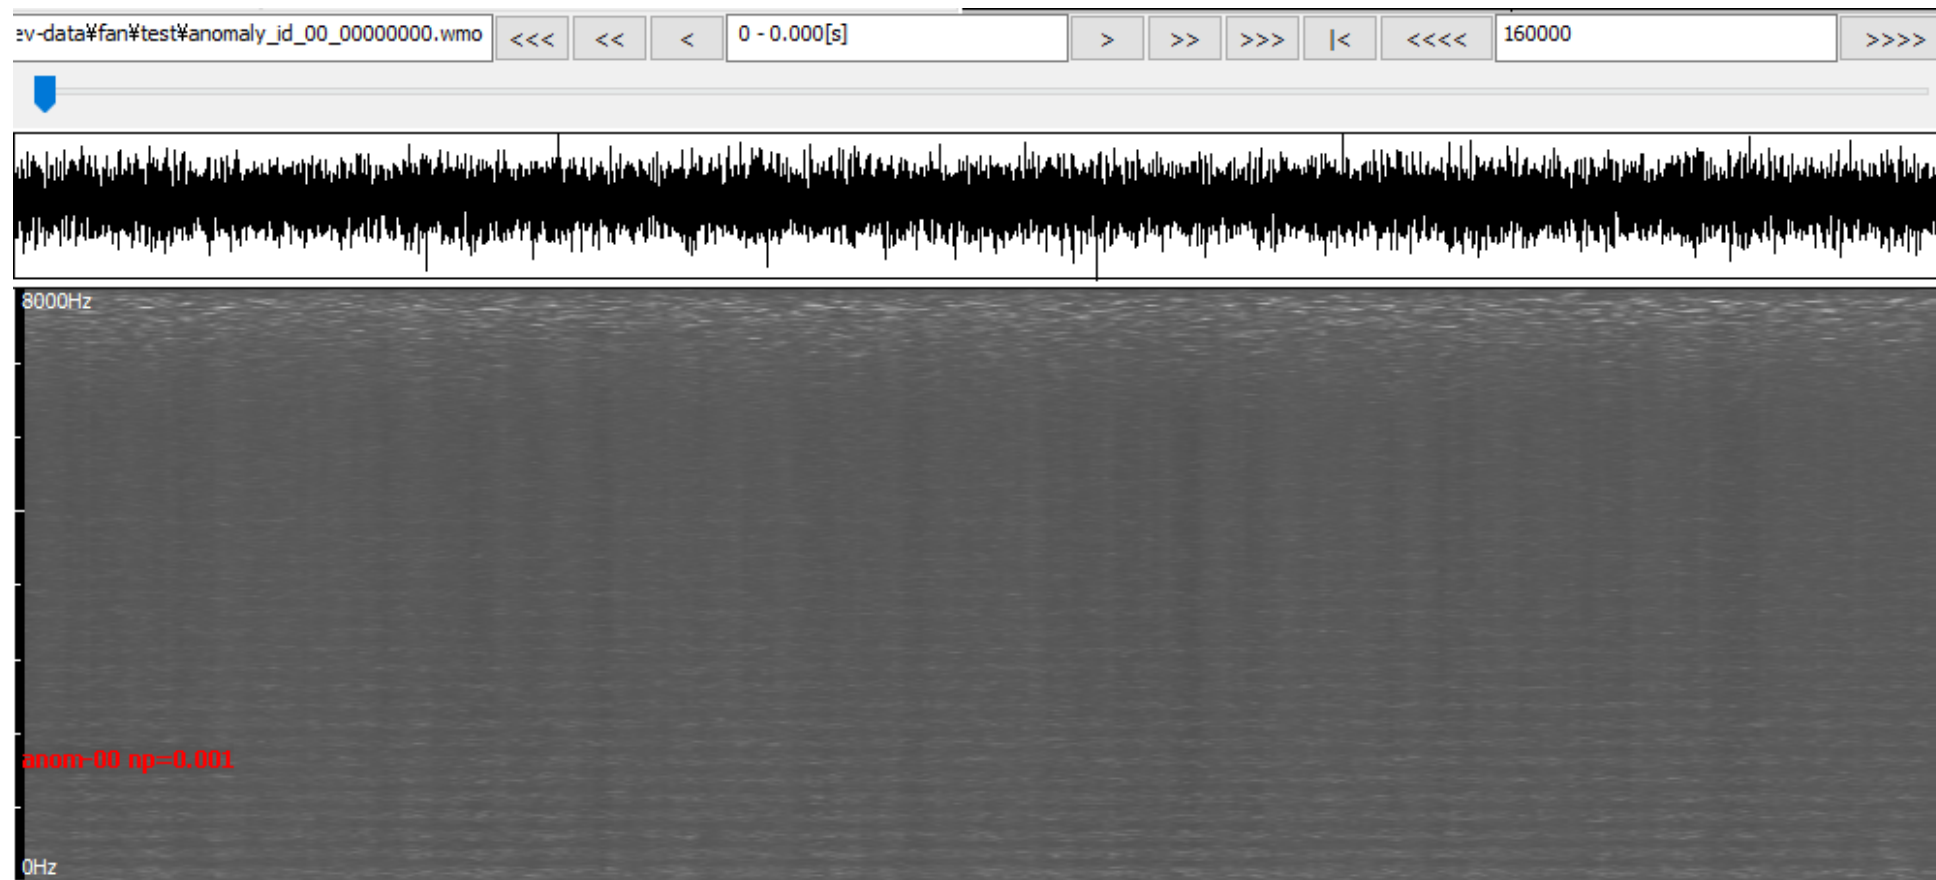 ev-data¥fan¥test¥anomaly_id_00_00000000.wmo <<< << < 0 - 0.000[s] > >> >>> |< <<<< 160000 >>>>
8000Hz
anom-00 np=0.001
0Hz